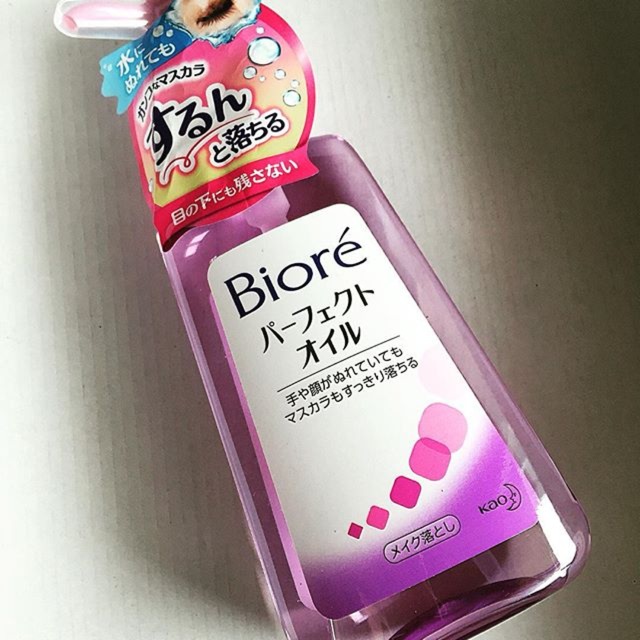 水に
ぬれても
ガンコなマスカラ
するん
と落ちる
目の下にも残さない
Bioré
パーフェクト
オイル
手や顔がぬれていても
マスカラもすっきり落ちる
メイク落とし
Kao